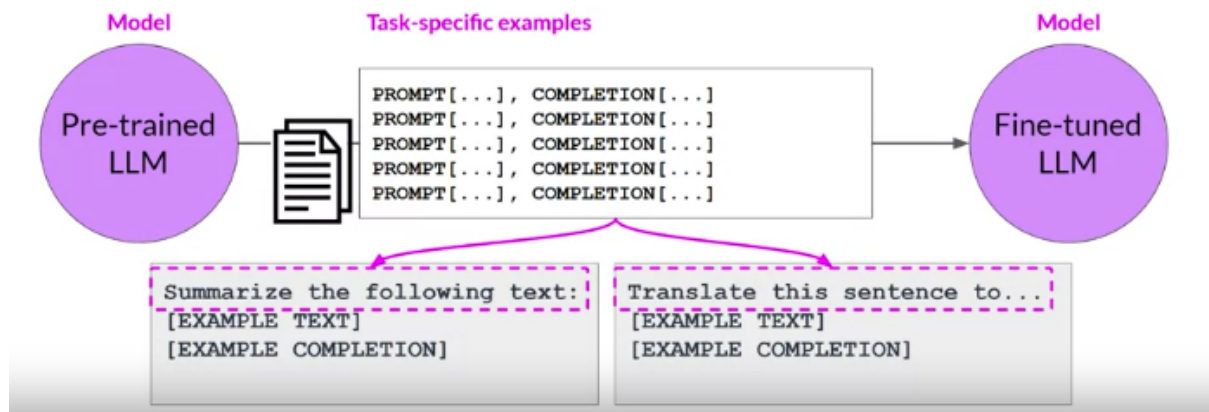 Model
Task-specific examples
Model
Pre-trained
LLM
PROMPT[...], COMPLETION[...]
PROMPT[...], COMPLETION[...]
PROMPT[...], COMPLETION[...]
PROMPT[...], COMPLETION[...]
PROMPT[...], COMPLETION[...]
Fine-tuned
LLM
Summarize the following text:
[EXAMPLE TEXT]
[EXAMPLE COMPLETION]
Translate this sentence to...
[EXAMPLE TEXT]
[EXAMPLE COMPLETION]